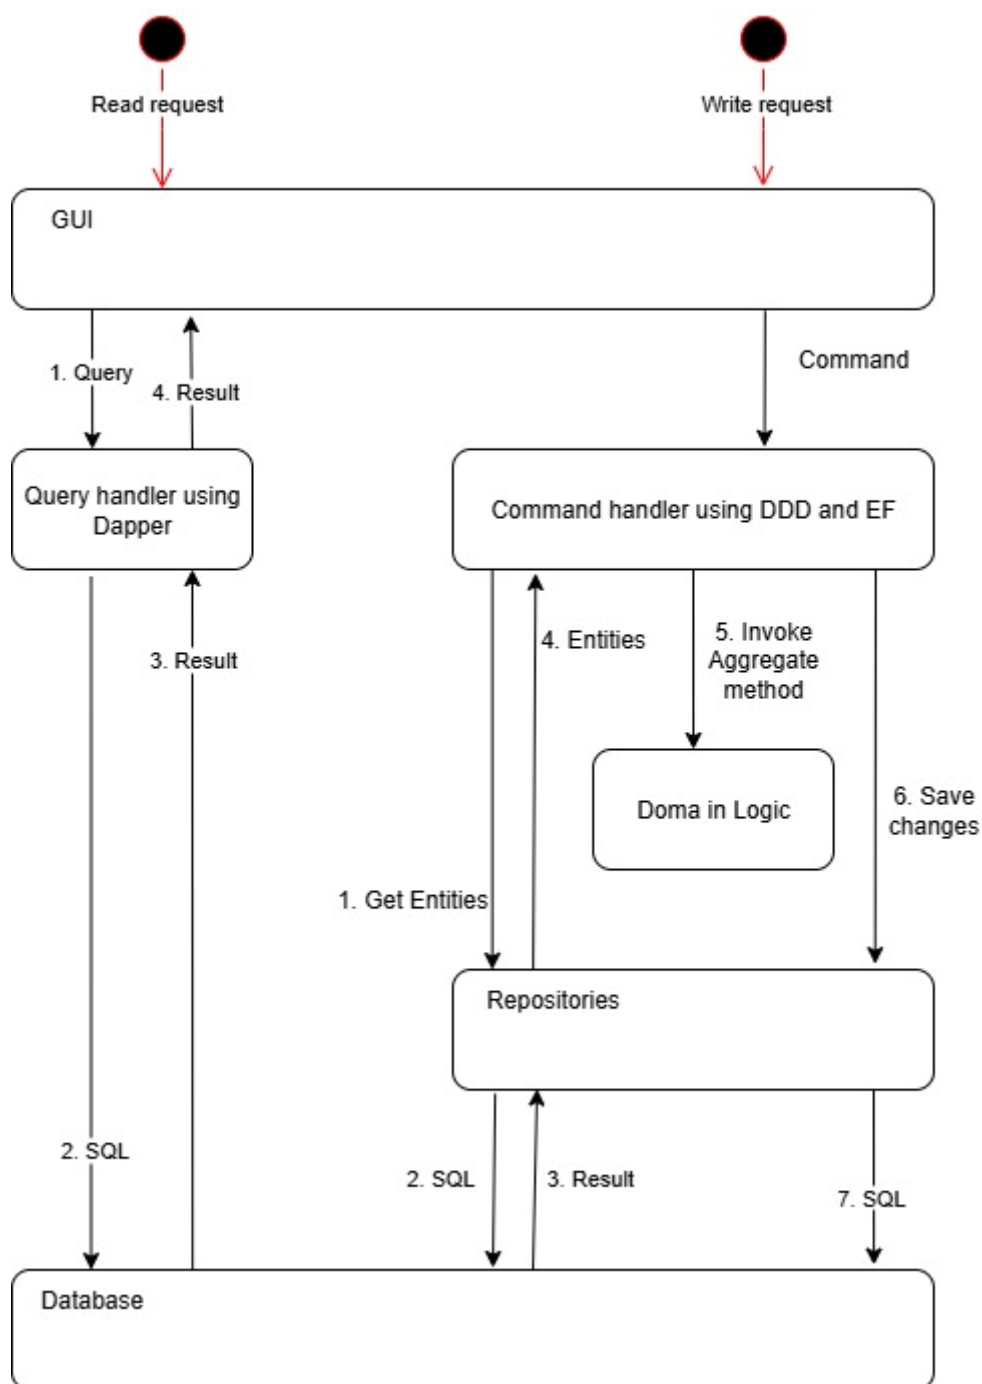 Read request
Write request
GUI
1. Query
Command
4. Result
Query handler using
Dapper
Command handler using DDD and EF
3. Result
4. Entities
5. Invoke
Aggregate
method
Doma in Logic
6. Save
changes
1. Get Entities
Repositories
2. SQL
2. SQL
3. Result
7. SQL
Database